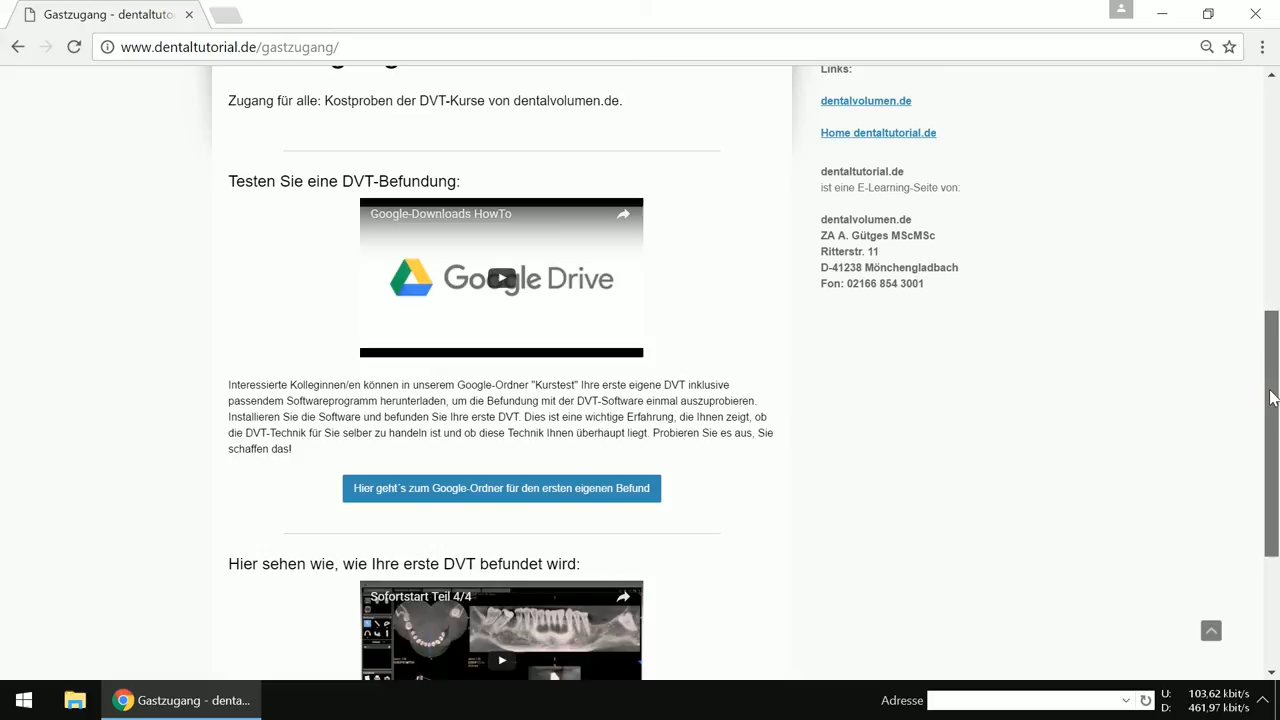 Gastzugang - dentaltuto
www.dentaltutorial.de/gastzugang/
Zugang für alle: Kostproben der DVT-Kurse von dentalvolumen.de.
Testen Sie eine DVT-Befundung:
Google-Downloads HowTo
Google Drive
Interessierte Kolleginnen/en können in unserem Google-Ordner "Kurstest" Ihre erste eigene DVT inklusive
passendem Softwareprogramm herunterladen, um die Befundung mit der DVT-Software einmal auszuprobieren.
Installieren Sie die Software und befunden Sie Ihre erste DVT. Dies ist eine wichtige Erfahrung, die Ihnen zeigt, ob
die DVT-Technik für Sie selber zu handeln ist und ob diese Technik Ihnen überhaupt liegt. Probieren Sie es aus, Sie
schaffen das!
Hier geht´s zum Google-Ordner für den ersten eigenen Befund
Hier sehen wie, wie Ihre erste DVT befundet wird:
Sofortstart Teil 4/4
Links:
dentalvolumen.de
Home dentaltutorial.de
dentaltutorial.de
ist eine E-Learning-Seite von:
dentalvolumen.de
ZA A. Gütges MScMSc
Ritterstr. 11
D-41238 Mönchengladbach
Fon: 02166 854 3001
Gastzugang - denta...
Adresse
U: 103,62 kbit/s
D: 461,97 kbit/s